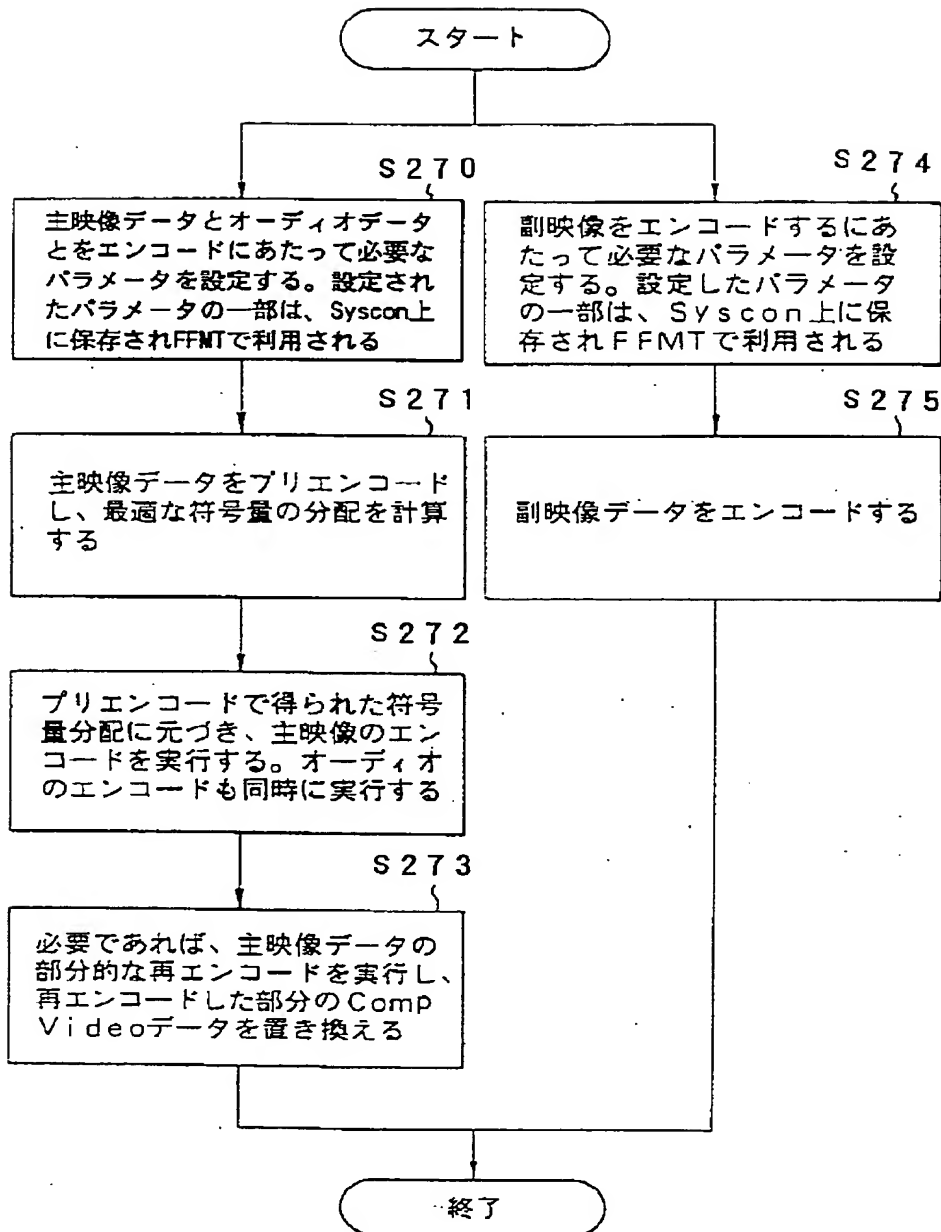 スタート
S270
主映像データとオーディオデータ
とをエンコードにあたって必要な
パラメータを設定する。設定され
たパラメータの一部は、Syscon上
に保存されFFMTで利用される
S274
副映像をエンコードするにあ
たって必要なパラメータを設
定する。設定したパラメータ
の一部は、Syscon上に保
存されFFMTで利用される
S271
主映像データをプリエンコード
し、最適な符号量の分配を計算
する
S275
副映像データをエンコードする
S272
プリエンコードで得られた符号
量分配に元づき、主映像のエン
コードを実行する。オーディオ
のエンコードも同時に実行する
S273
必要であれば、主映像データの
部分的な再エンコードを実行し、
再エンコードした部分のComp
Videoデータを置き換える
終了